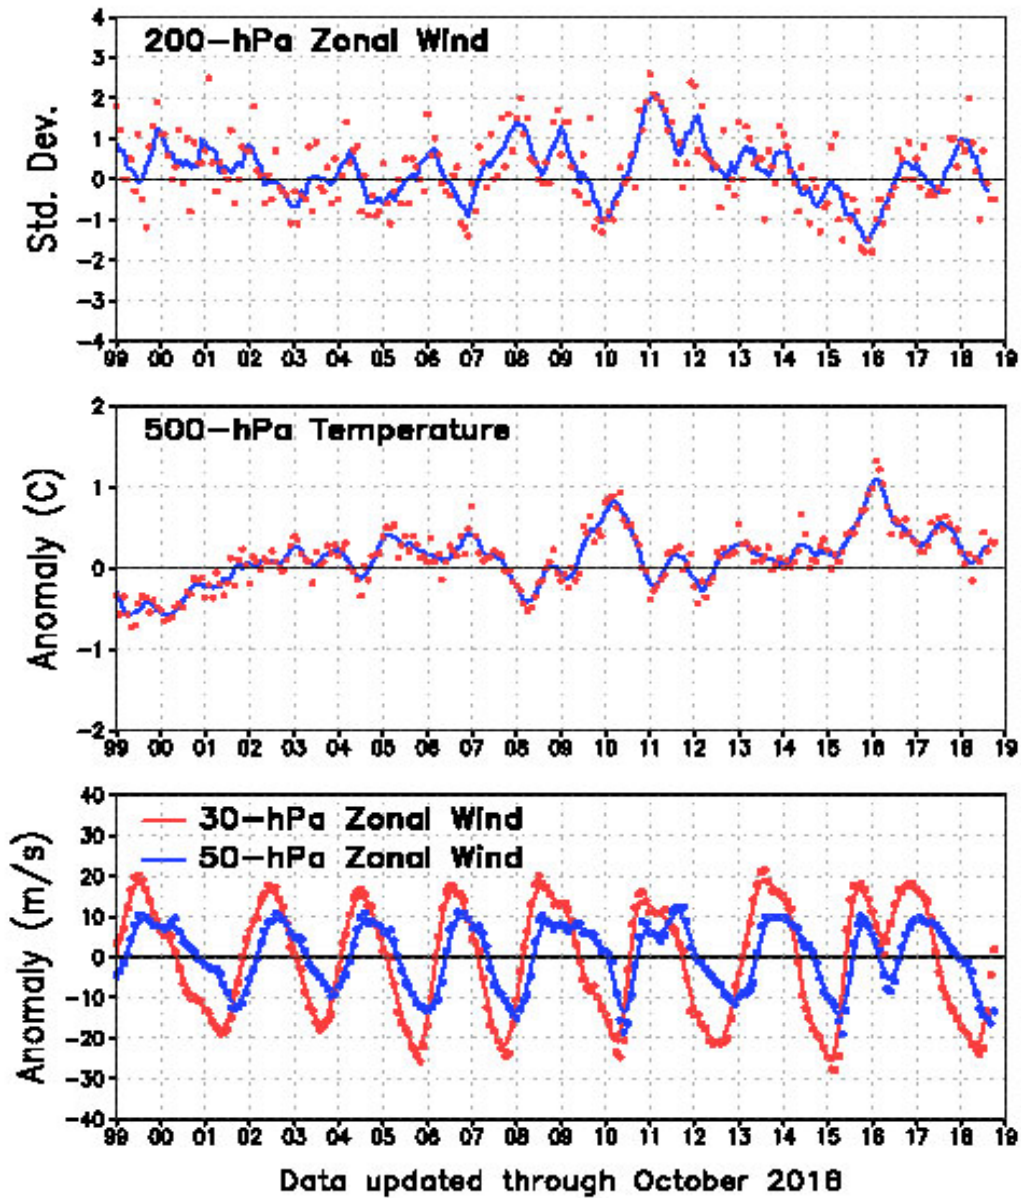 4
200-hPa Zonal Wind
3
2
1
0
-1
-2
-3
-4
Std. Dev.
99 00 01 02 03 04 05 06 07 08 09 10 11 12 13 14 15 16 17 18 19
2
500-hPa Temperature
1
0
-1
-2
Anomaly (C)
99 00 01 02 03 04 05 06 07 08 09 10 11 12 13 14 15 16 17 18 19
40
30-hPa Zonal Wind
30
50-hPa Zonal Wind
20
10
0
-10
-20
-30
-40
Anomaly (m/s)
99 00 01 02 03 04 05 06 07 08 09 10 11 12 13 14 15 16 17 18 19
Data updated through October 2018